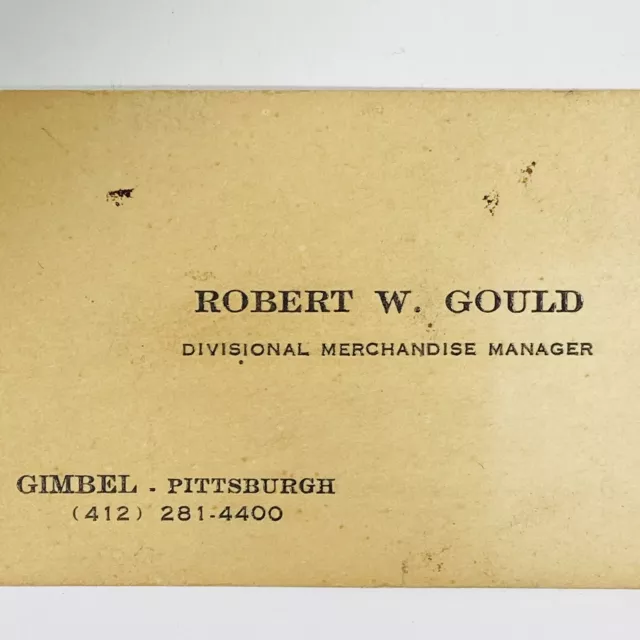 ROBERT W. GOULD
DIVISIONAL MERCHANDISE MANAGER
GIMBEL - PITTSBURGH
(412) 281-4400